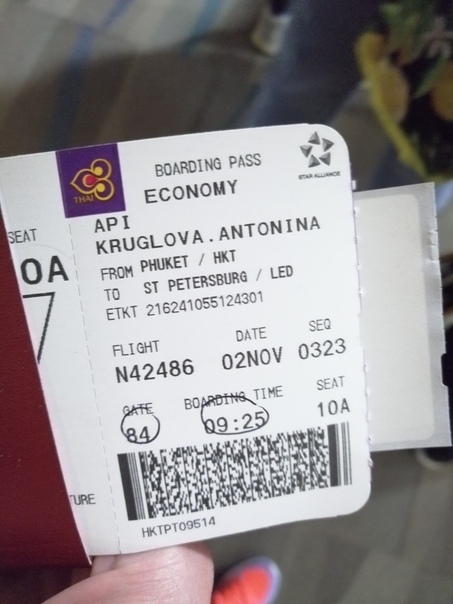 SEAT
0A
URE
THAI
BOARDING PASS
STAR ALLIANCE
ECONOMY
API
KRUGLOVA.ANTONINA
FROM PHUKET / HKT
TO ST PETERSBURG / LED
ETKT 216241055124301
FLIGHT DATE SEQ
N42486 02NOV 0323
GATE BOARDING TIME SEAT
84 09:25 10A
HKTPT09514